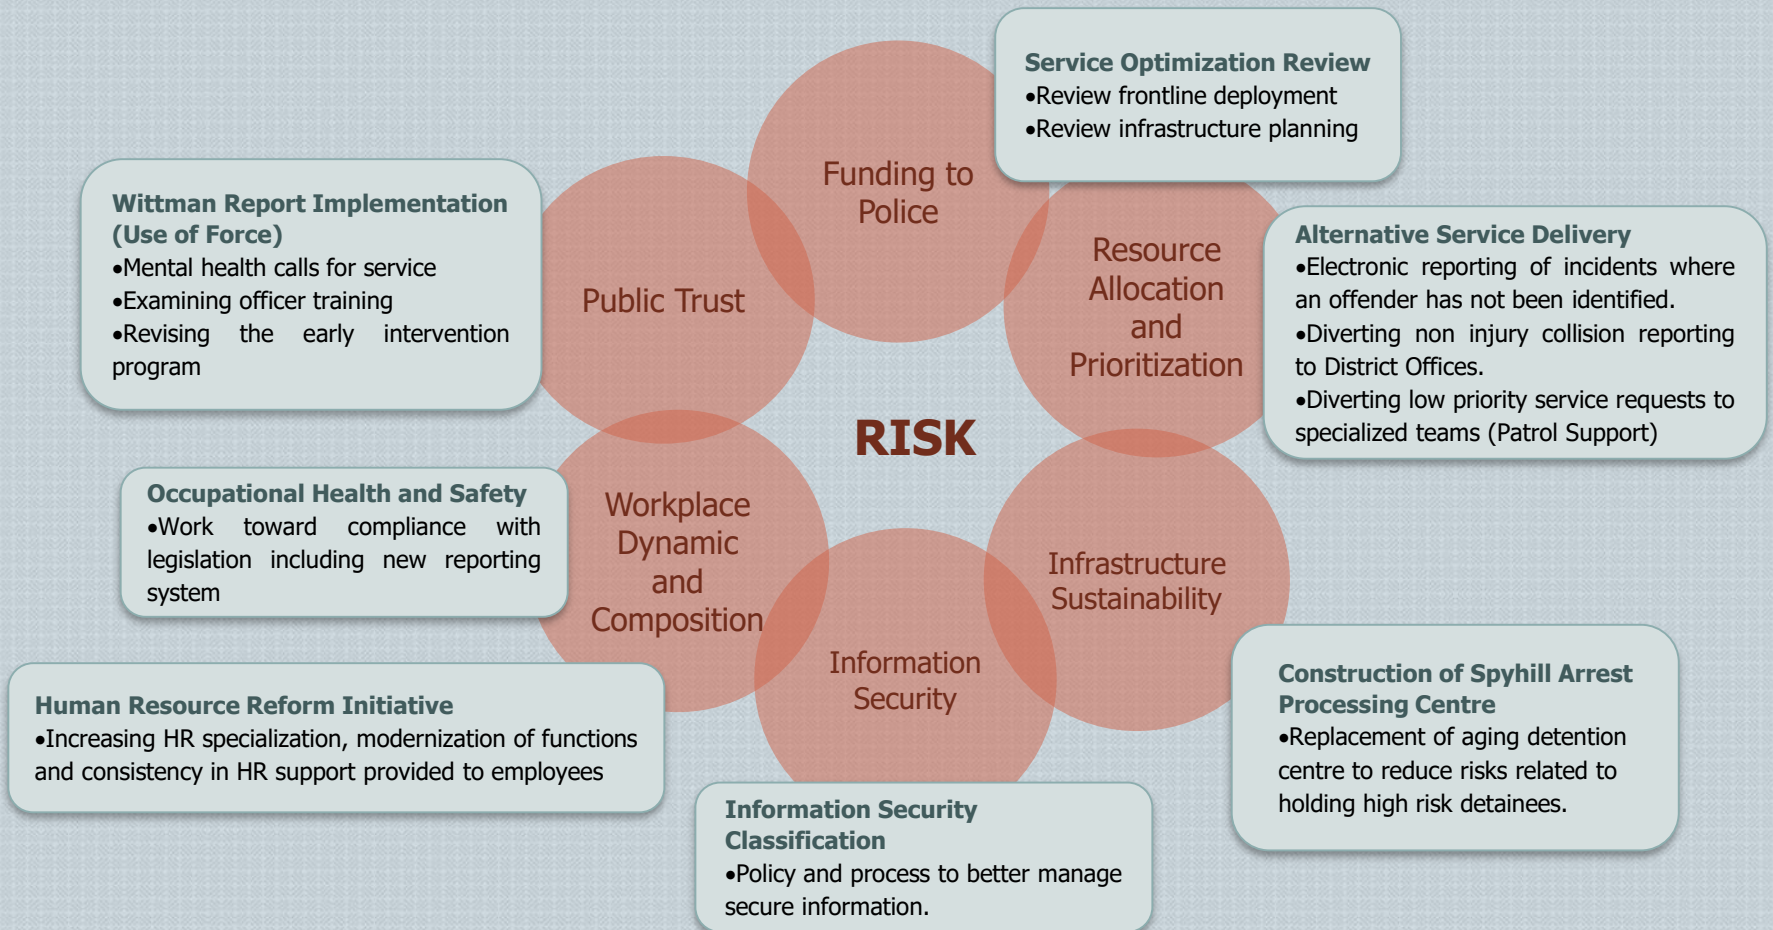 Service Optimization Review
•Review frontline deployment
•Review infrastructure planning
Funding to
Police
Wittman Report Implementation
(Use of Force)
•Mental health calls for service
•Examining officer training
•Revising the early intervention
program
Public Trust
Resource
Allocation
and
Prioritization
Alternative Service Delivery
•Electronic reporting of incidents where
an offender has not been identified.
•Diverting non injury collision reporting
to District Offices.
•Diverting low priority service requests to
specialized teams (Patrol Support)
RISK
Occupational Health and Safety
•Work toward compliance with
legislation including new reporting
system
Workplace
Dynamic
and
Composition
Infrastructure
Sustainability
Information
Security
Human Resource Reform Initiative
•Increasing HR specialization, modernization of functions
and consistency in HR support provided to employees
Construction of Spyhill Arrest
Processing Centre
•Replacement of aging detention
centre to reduce risks related to
holding high risk detainees.
Information Security
Classification
•Policy and process to better manage
secure information.